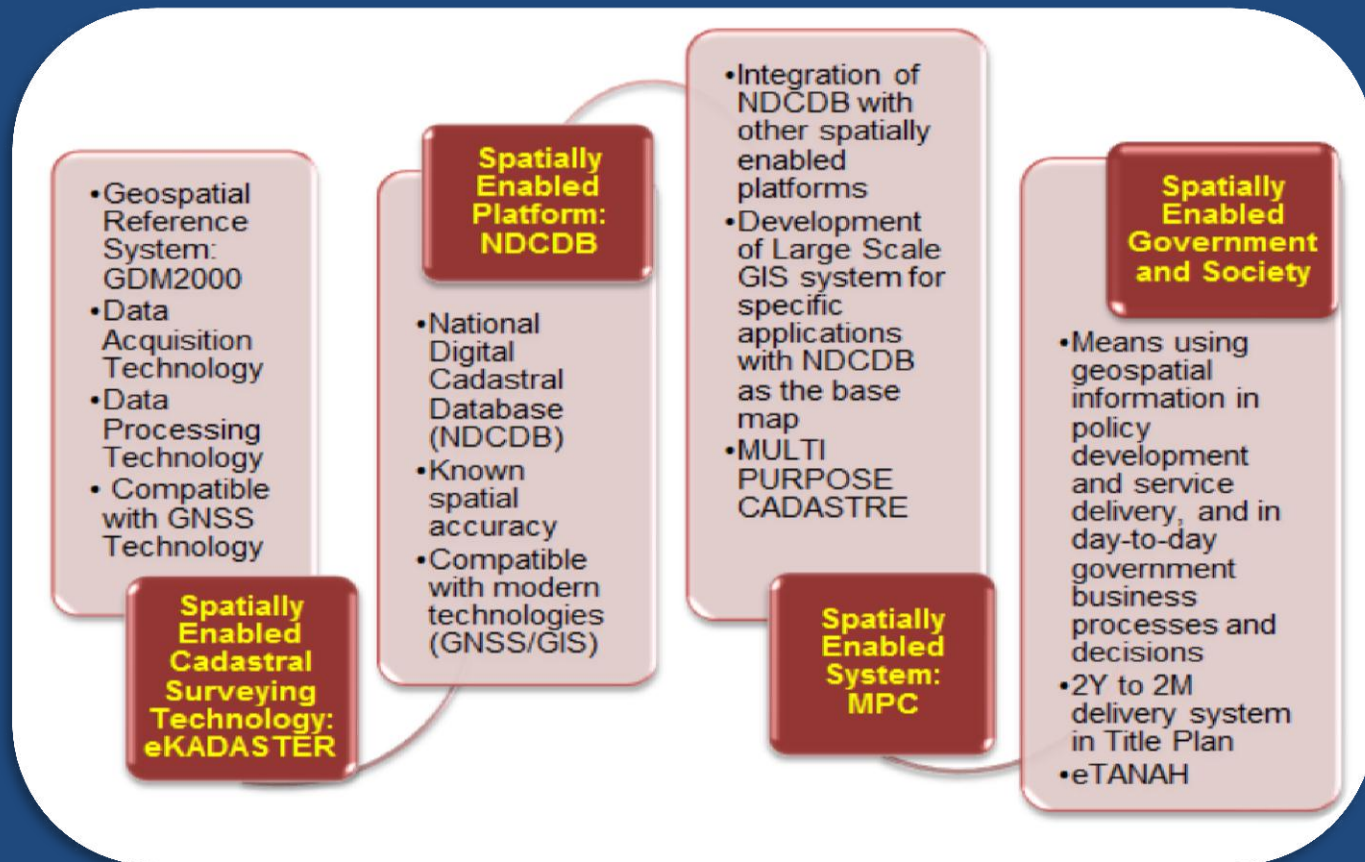 •Geospatial
Reference
System:
GDM2000
•Data
Acquisition
Technology
•Data
Processing
Technology
• Compatible
with GNSS
Technology
Spatially
Enabled
Cadastral
Surveying
Technology:
eKADASTER
Spatially
Enabled
Platform:
NDCDB
•National
Digital
Cadastral
Database
(NDCDB)
•Known
spatial
accuracy
•Compatible
with modern
technologies
(GNSS/GIS)
•Integration of
NDCDB with
other spatially
enabled
platforms
•Development
of Large Scale
GIS system for
specific
applications
with NDCDB
as the base
map
•MULTI
PURPOSE
CADASTRE
Spatially
Enabled
System:
MPC
Spatially
Enabled
Government
and Society
•Means using
geospatial
information in
policy
development
and service
delivery, and in
day-to-day
government
business
processes and
decisions
•2Y to 2M
delivery system
in Title Plan
•eTANAH